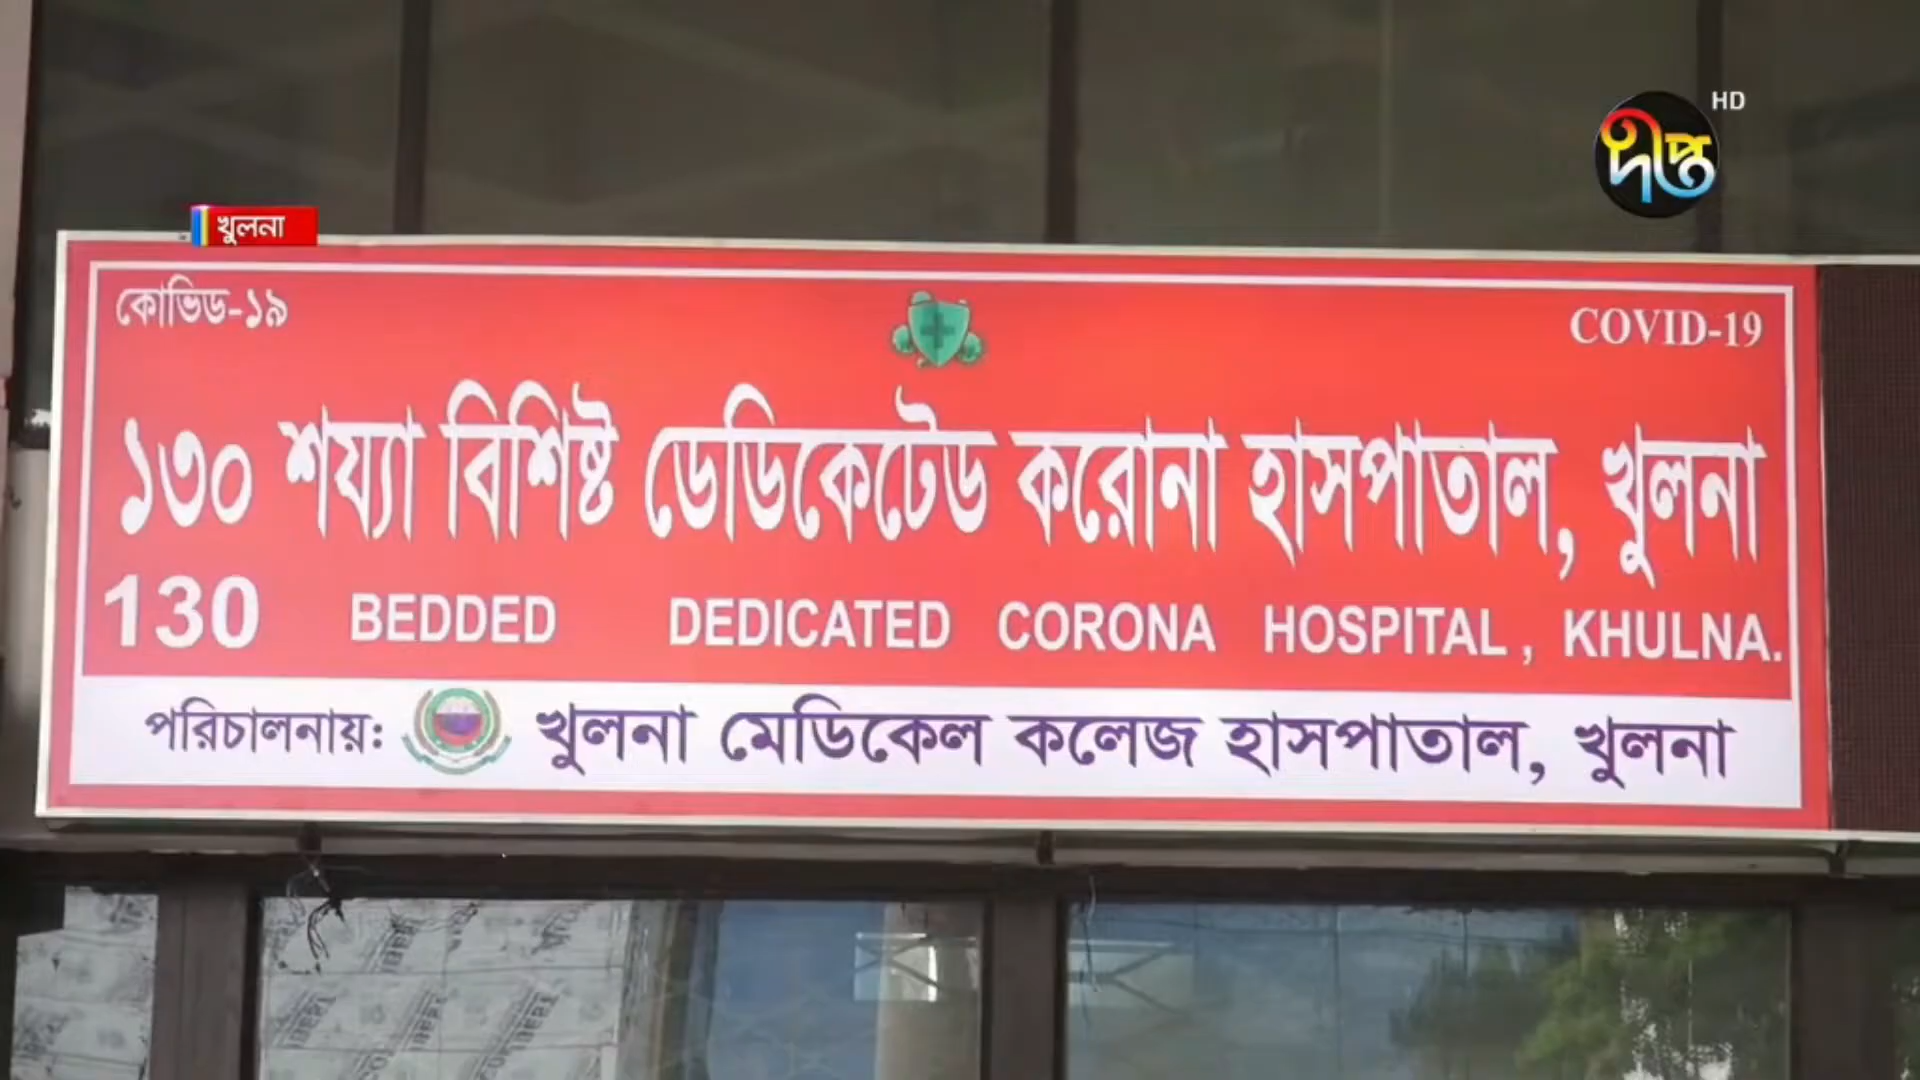 HD
দীপ্ত
খুলনা
কোভিড-১৯
COVID-19
১৩০ শয্যা বিশিষ্ট ডেডিকেটেড করোনা হাসপাতাল, খুলনা
130 BEDDED DEDICATED CORONA HOSPITAL, KHULNA.
পরিচালনায়ঃ খুলনা মেডিকেল কলেজ হাসপাতাল, খুলনা